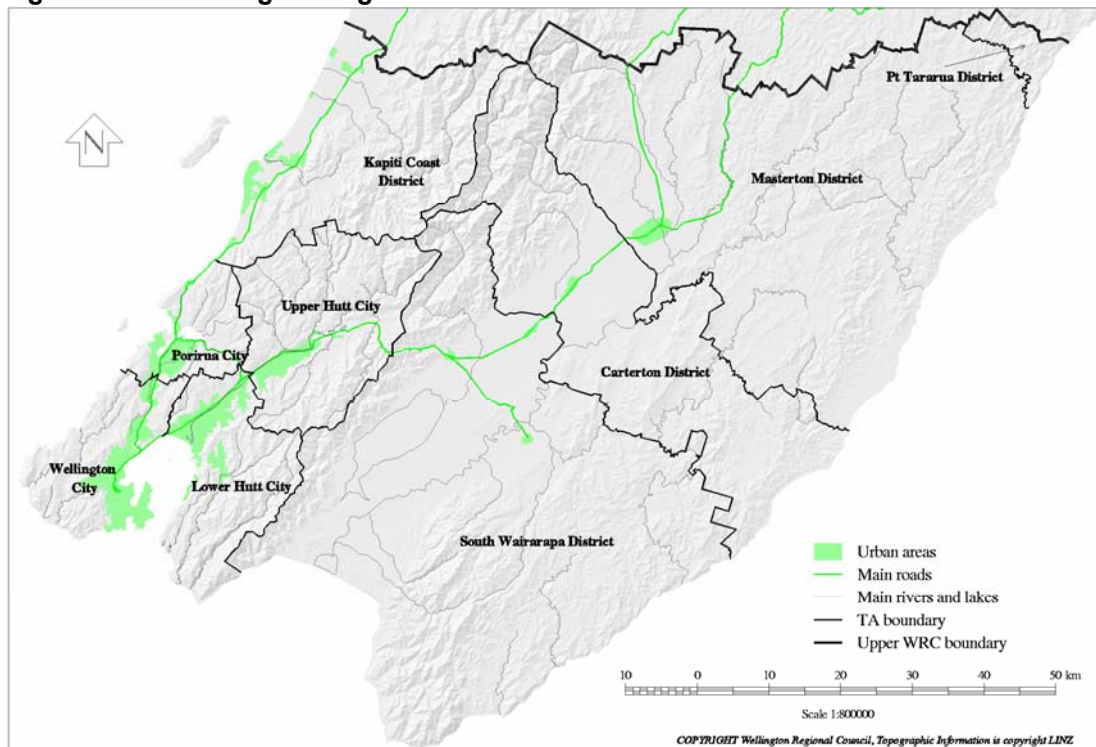 N
Pt Tararua District
Kapiti Coast
District
Masterton District
Upper Hutt City
Porirua City
Carterton District
Wellington
City
Lower Hutt City
South Wairarapa District
Urban areas
Main roads
Main rivers and lakes
TA boundary
Upper WRC boundary
10 0 10 20 30 40 50 km
Scale 1:800000
COPYRIGHT Wellington Regional Council, Topographic Information is copyright LINZ